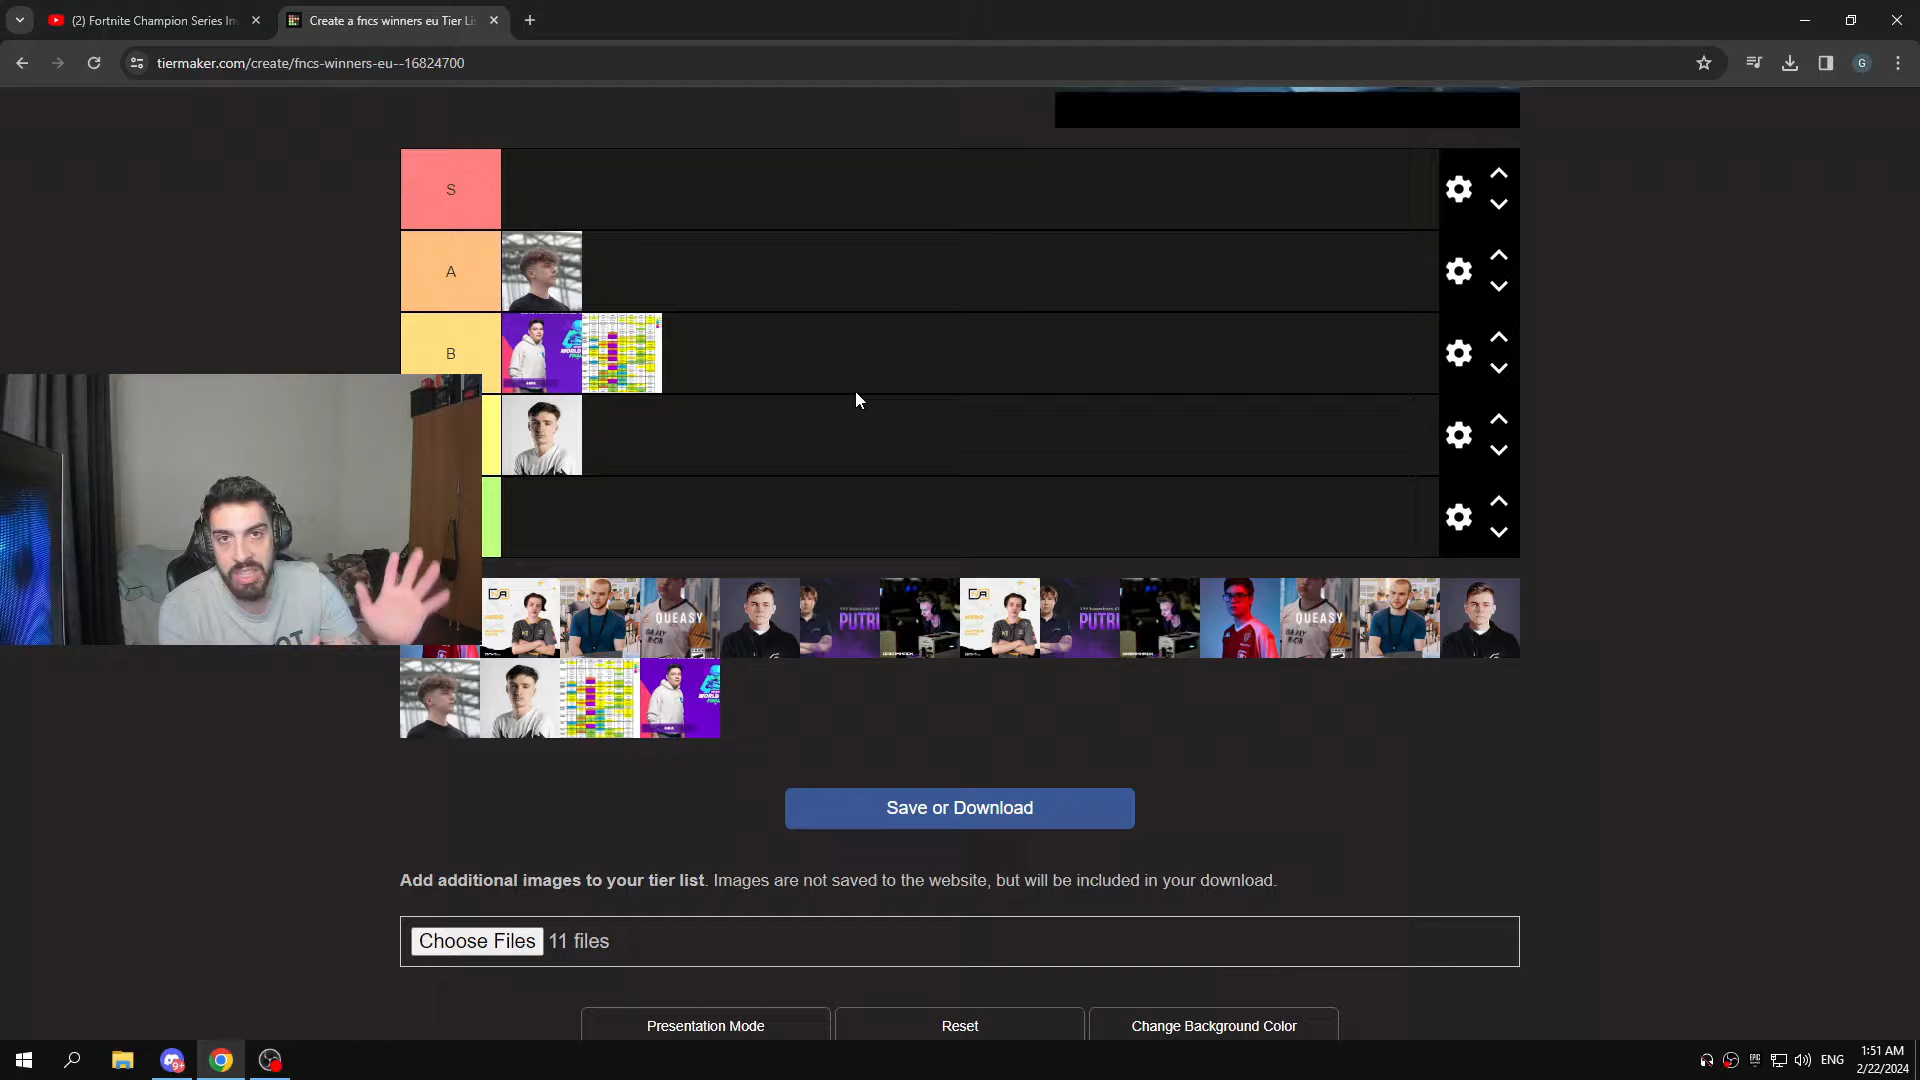 (2) Fortnite Champion Series In
Create a fncs winners eu Tier Li
tiermaker.com/create/fncs-winners-eu--16824700
G
S
A
B
QUEASY
PUTRI
PUTRI
QUEASY
Save or Download
Add additional images to your tier list. Images are not saved to the website, but will be included in your download.
Choose Files 11 files
Presentation Mode
Reset
Change Background Color
9+
EPIC
ENG
1:51 AM
2/22/2024